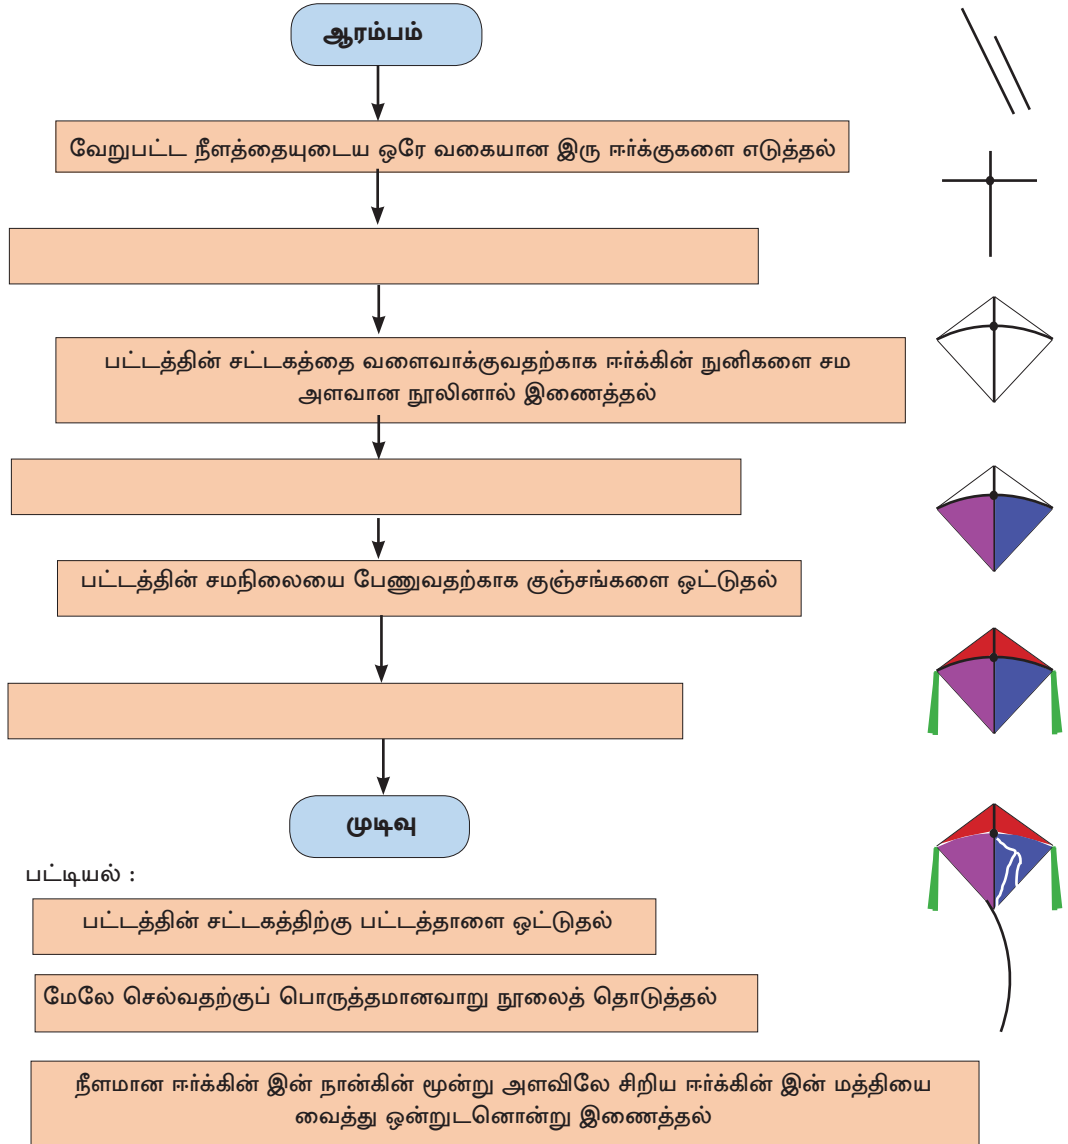 ஆரம்பம்
வேறுபட்ட நீளத்தையுடைய ஒரே வகையான இரு ஈர்க்குகளை எடுத்தல்
பட்டத்தின் சட்டகத்தை வளைவாக்குவதற்காக ஈர்க்கின் நுனிகளை சம
அளவான நூலினால் இணைத்தல்
பட்டத்தின் சமநிலையை பேணுவதற்காக குஞ்சங்களை ஒட்டுதல்
முடிவு
பட்டியல் :
பட்டத்தின் சட்டகத்திற்கு பட்டத்தாளை ஒட்டுதல்
மேலே செல்வதற்குப் பொருத்தமானவாறு நூலைத் தொடுத்தல்
நீளமான ஈர்க்கின் இன் நான்கின் மூன்று அளவிலே சிறிய ஈர்க்கின் இன் மத்தியை
வைத்து ஒன்றுடனொன்று இணைத்தல்